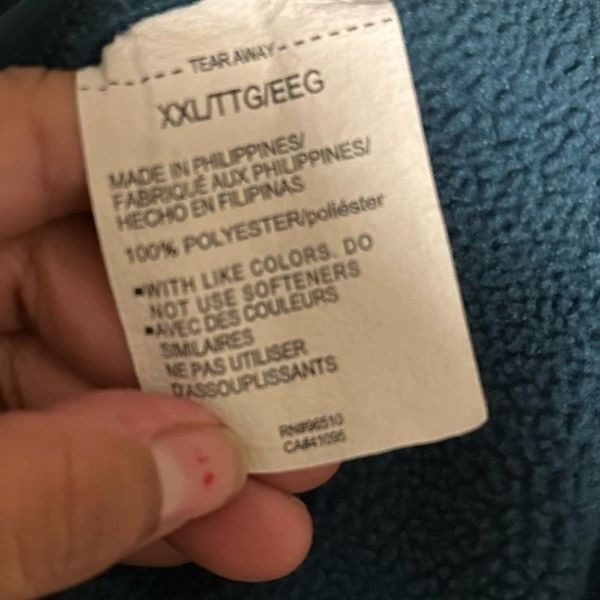 TEAR AWAY
XXL/TTG/EEG
MADE IN PHILIPPINES/
FABRIQUÉ AUX PHILIPPINES/
HECHO EN FILIPINAS
100% POLYESTER/poliéster
▪WITH LIKE COLORS. DO
NOT USE SOFTENERS
▪AVEC DES COULEURS
SIMILAIRES
NE PAS UTILISER
D'ASSOUPLISSANTS
RN#96510
CA#41095